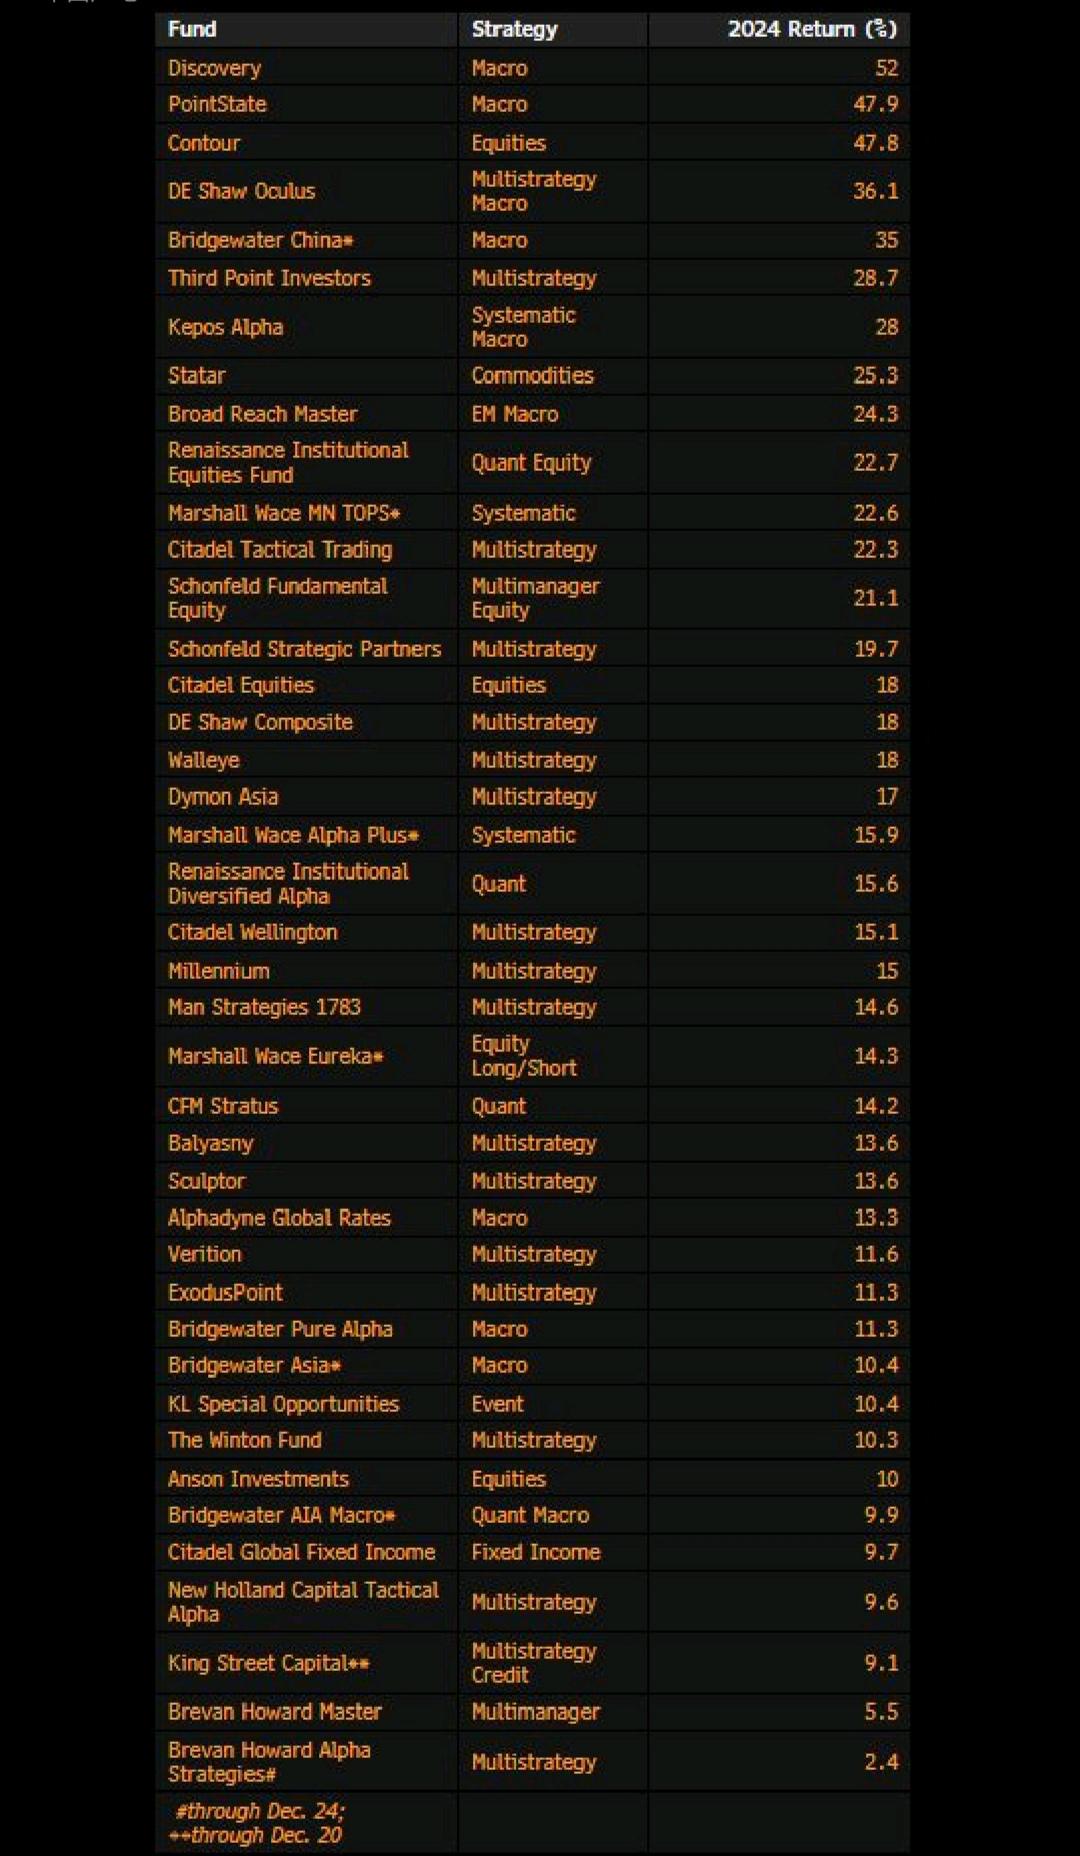 Fund Strategy 2024 Return (%)
Discovery Macro 52
PointState Macro 47.9
Contour Equities 47.8
DE Shaw Oculus Multistrategy 36.1
Macro
Bridgewater China* Macro 35
Third Point Investors Multistrategy 28.7
Kepos Alpha Systematic 28
Macro
Statar Commodities 25.3
Broad Reach Master EM Macro 24.3
Renaissance Institutional Quant Equity 22.7
Equities Fund
Marshall Wace MN TOPS* Systematic 22.6
Citadel Tactical Trading Multistrategy 22.3
Schonfeld Fundamental Multimanager 21.1
Equity Equity
Schonfeld Strategic Partners Multistrategy 19.7
Citadel Equities Equities 18
DE Shaw Composite Multistrategy 18
Walleye Multistrategy 18
Dymon Asia Multistrategy 17
Marshall Wace Alpha Plus* Systematic 15.9
Renaissance Institutional Quant 15.6
Diversified Alpha
Citadel Wellington Multistrategy 15.1
Millennium Multistrategy 15
Man Strategies 1783 Multistrategy 14.6
Marshall Wace Eureka* Equity 14.3
Long/Short
CFM Stratus Quant 14.2
Balyasny Multistrategy 13.6
Sculptor Multistrategy 13.6
Alphadyne Global Rates Macro 13.3
Verition Multistrategy 11.6
ExodusPoint Multistrategy 11.3
Bridgewater Pure Alpha Macro 11.3
Bridgewater Asia* Macro 10.4
KL Special Opportunities Event 10.4
The Winton Fund Multistrategy 10.3
Anson Investments Equities 10
Bridgewater AIA Macro* Quant Macro 9.9
Citadel Global Fixed Income Fixed Income 9.7
New Holland Capital Tactical Multistrategy 9.6
Alpha
King Street Capital** Multistrategy 9.1
Credit
Brevan Howard Master Multimanager 5.5
Brevan Howard Alpha Multistrategy 2.4
Strategies#
#through Dec. 24;
**through Dec. 20